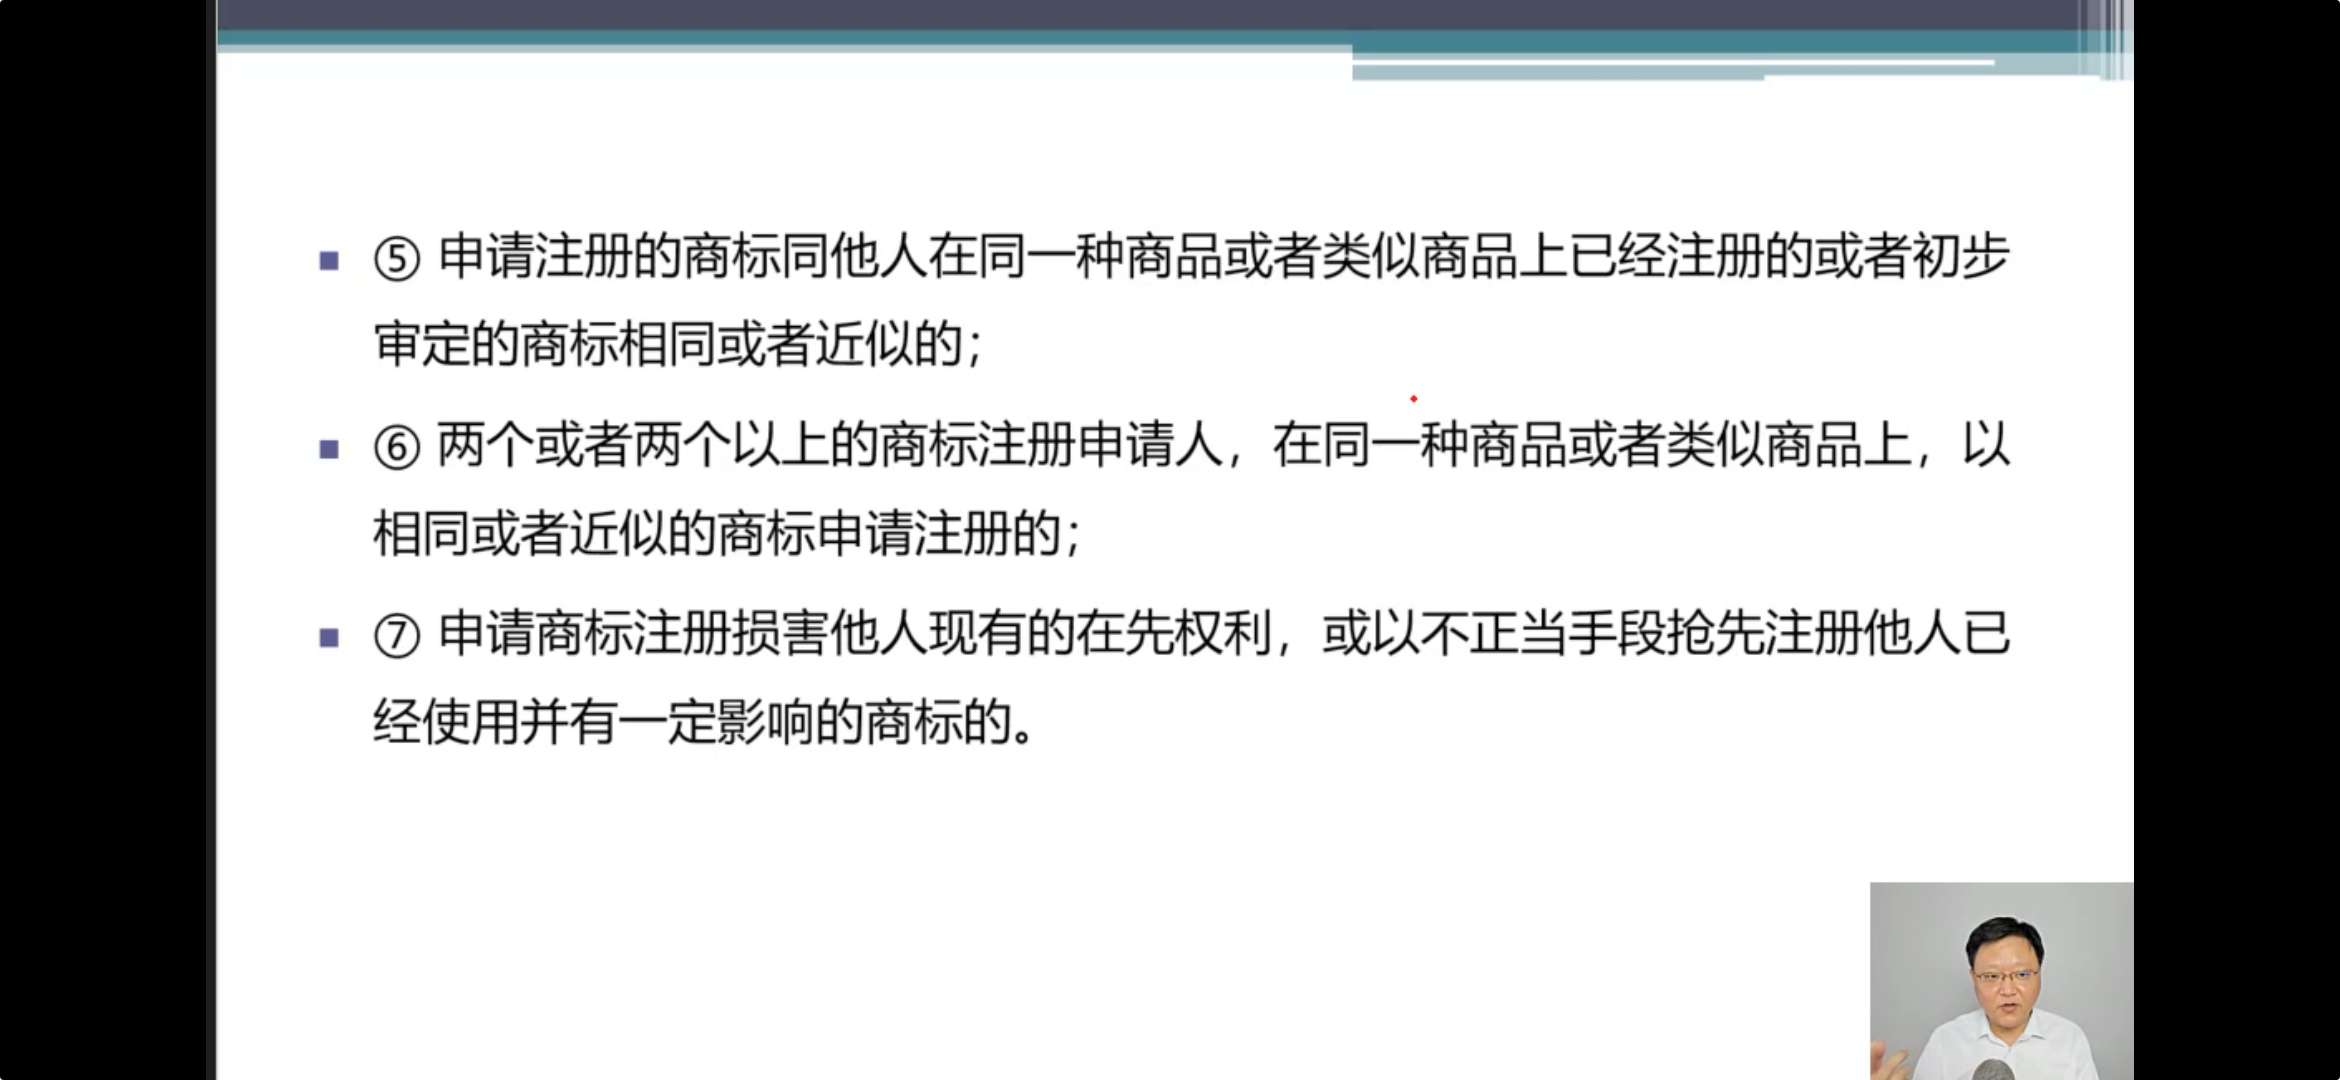 ⑤ 申请注册的商标同他人在同一种商品或者类似商品上已经注册的或者初步
审定的商标相同或者近似的；
⑥ 两个或者两个以上的商标注册申请人，在同一种商品或者类似商品上，以
相同或者近似的商标申请注册的；
⑦ 申请商标注册损害他人现有的在先权利，或以不正当手段抢先注册他人已
经使用并有一定影响的商标的。